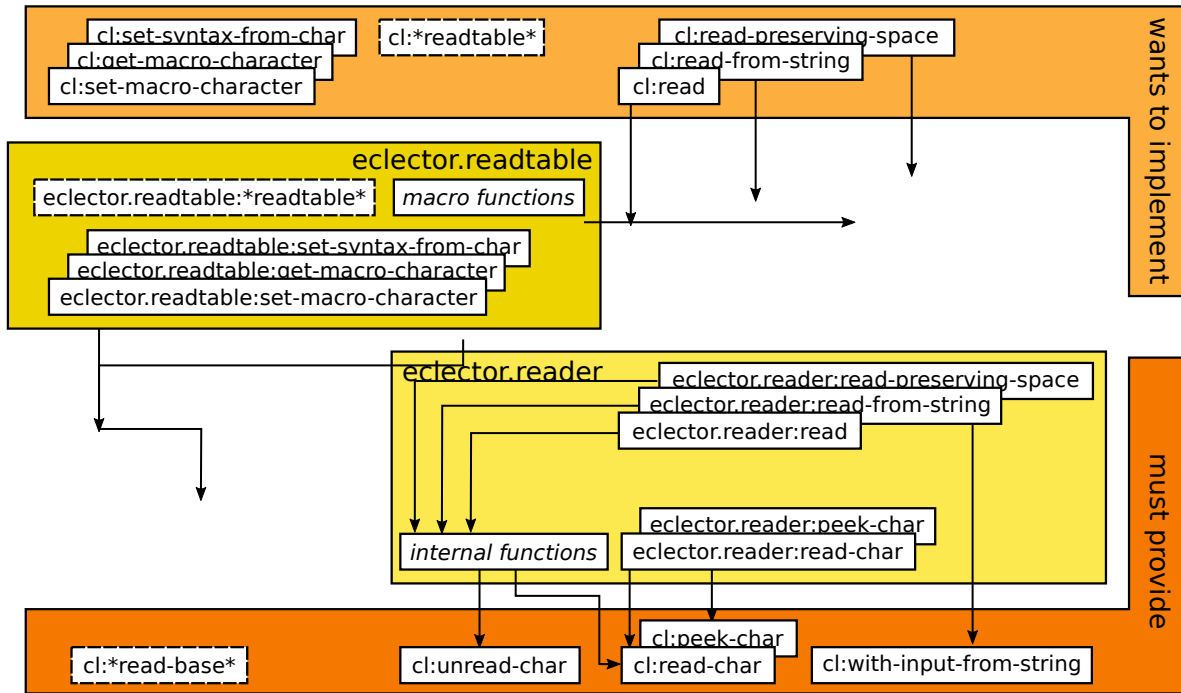 cl:set-syntax-from-char
cl:get-macro-character
cl:set-macro-character
cl:*readtable*
cl:read-preserving-space
cl:read-from-string
cl:read
wants to implement
eclector.readtable
eclector.readtable:*readtable*
macro functions
eclector.readtable:set-syntax-from-char
eclector.readtable:get-macro-character
eclector.readtable:set-macro-character
eclector.reader
eclector.reader:read-preserving-space
eclector.reader:read-from-string
eclector.reader:read
eclector.reader:peek-char
eclector.reader:read-char
internal functions
must provide
cl:*read-base*
cl:unread-char
cl:peek-char
cl:read-char
cl:with-input-from-string